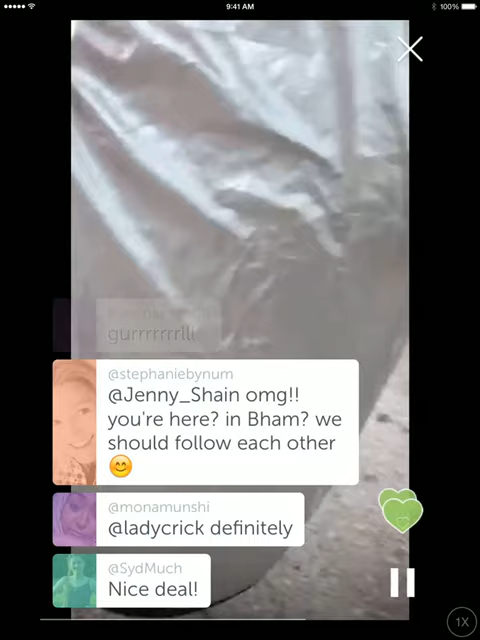 9:41 AM
100%
gurrrrrrrlll
@stephaniebynum
@Jenny_Shain omg!!
you're here? in Bham? we
should follow each other
😊
@monamunshi
@ladycrick definitely
@SydMuch
Nice deal!
1X